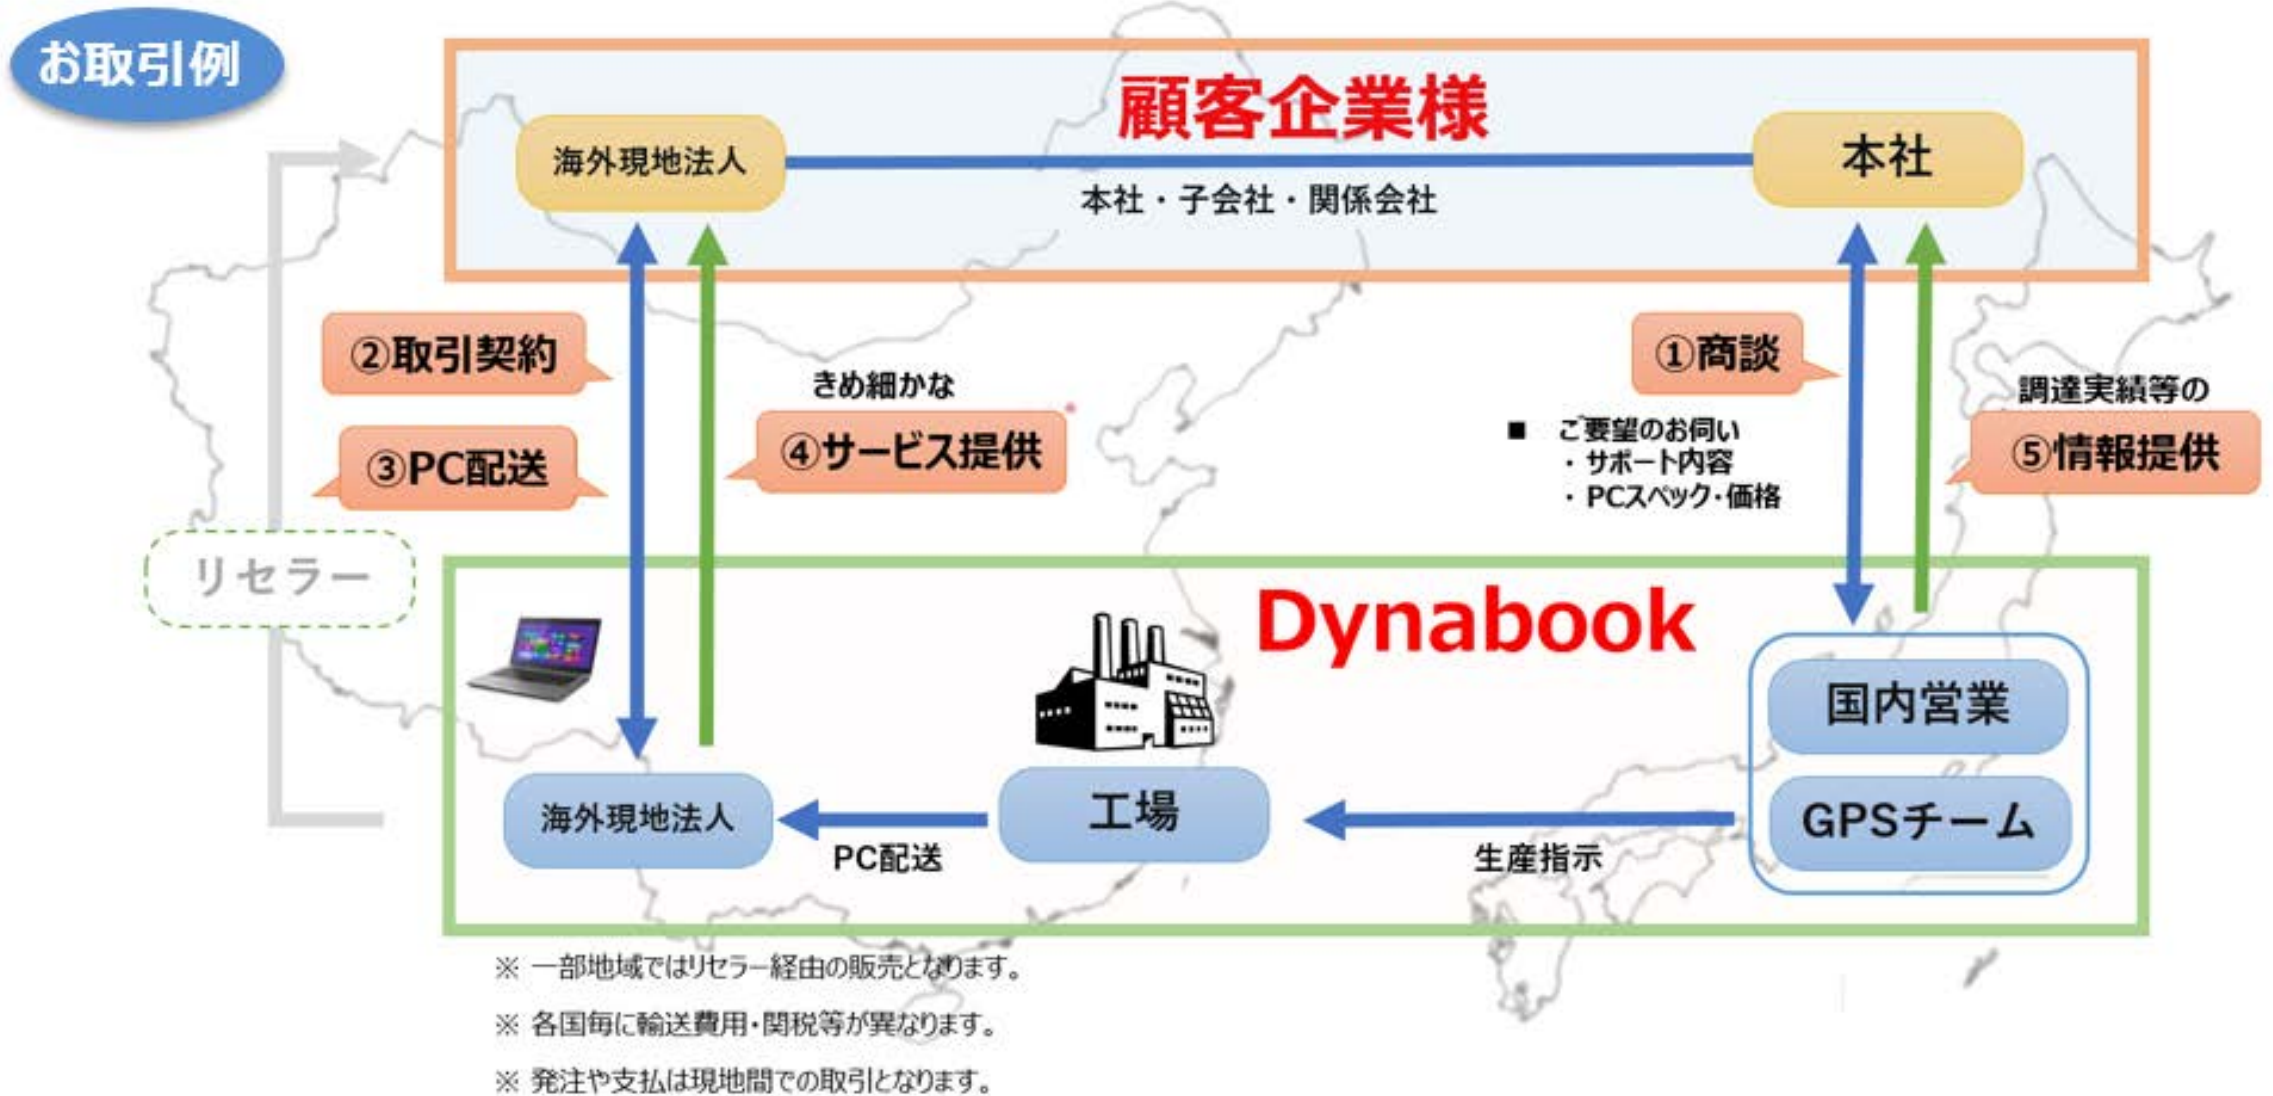 お取引例
顧客企業様
海外現地法人
本社
本社・子会社・関係会社
②取引契約
①商談
きめ細かな
調達実績等の
③PC配送
④サービス提供
■ ご要望のお伺い
・サポート内容
・PCスペック・価格
⑤情報提供
リセラー
Dynabook
国内営業
海外現地法人
工場
GPSチーム
PC配送
生産指示
※ 一部地域ではリセラー経由の販売となります。
※ 各国毎に輸送費用・関税等が異なります。
※ 発注や支払は現地間での取引となります。